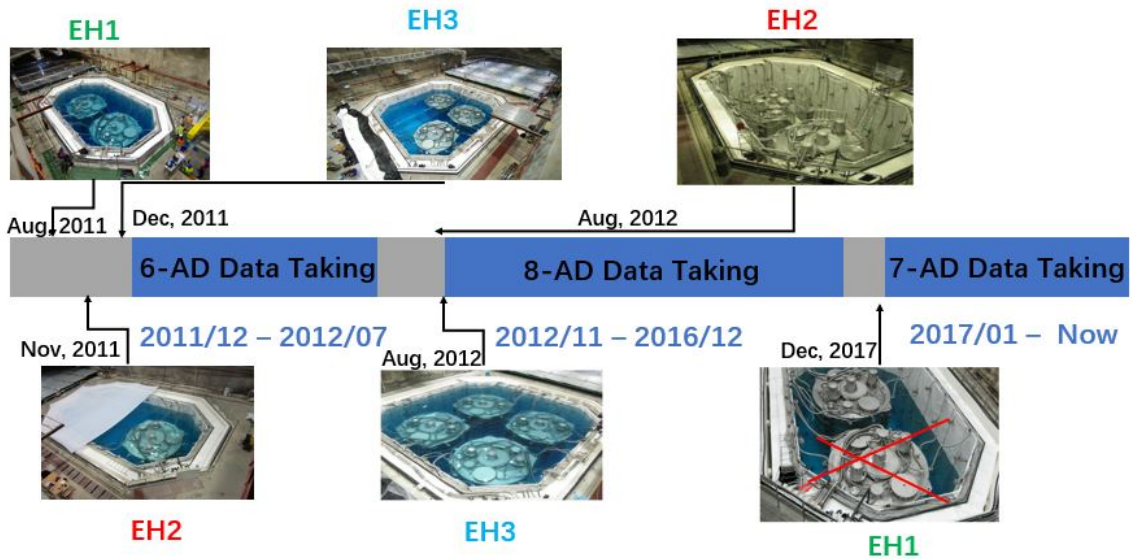 EH1
EH3
EH2
Aug, 2011
Dec, 2011
Aug, 2012
6-AD Data Taking
8-AD Data Taking
7-AD Data Taking
Nov, 2011
2011/12 – 2012/07
Aug, 2012
2012/11 – 2016/12
Dec, 2017
2017/01 – Now
EH2
EH3
EH1